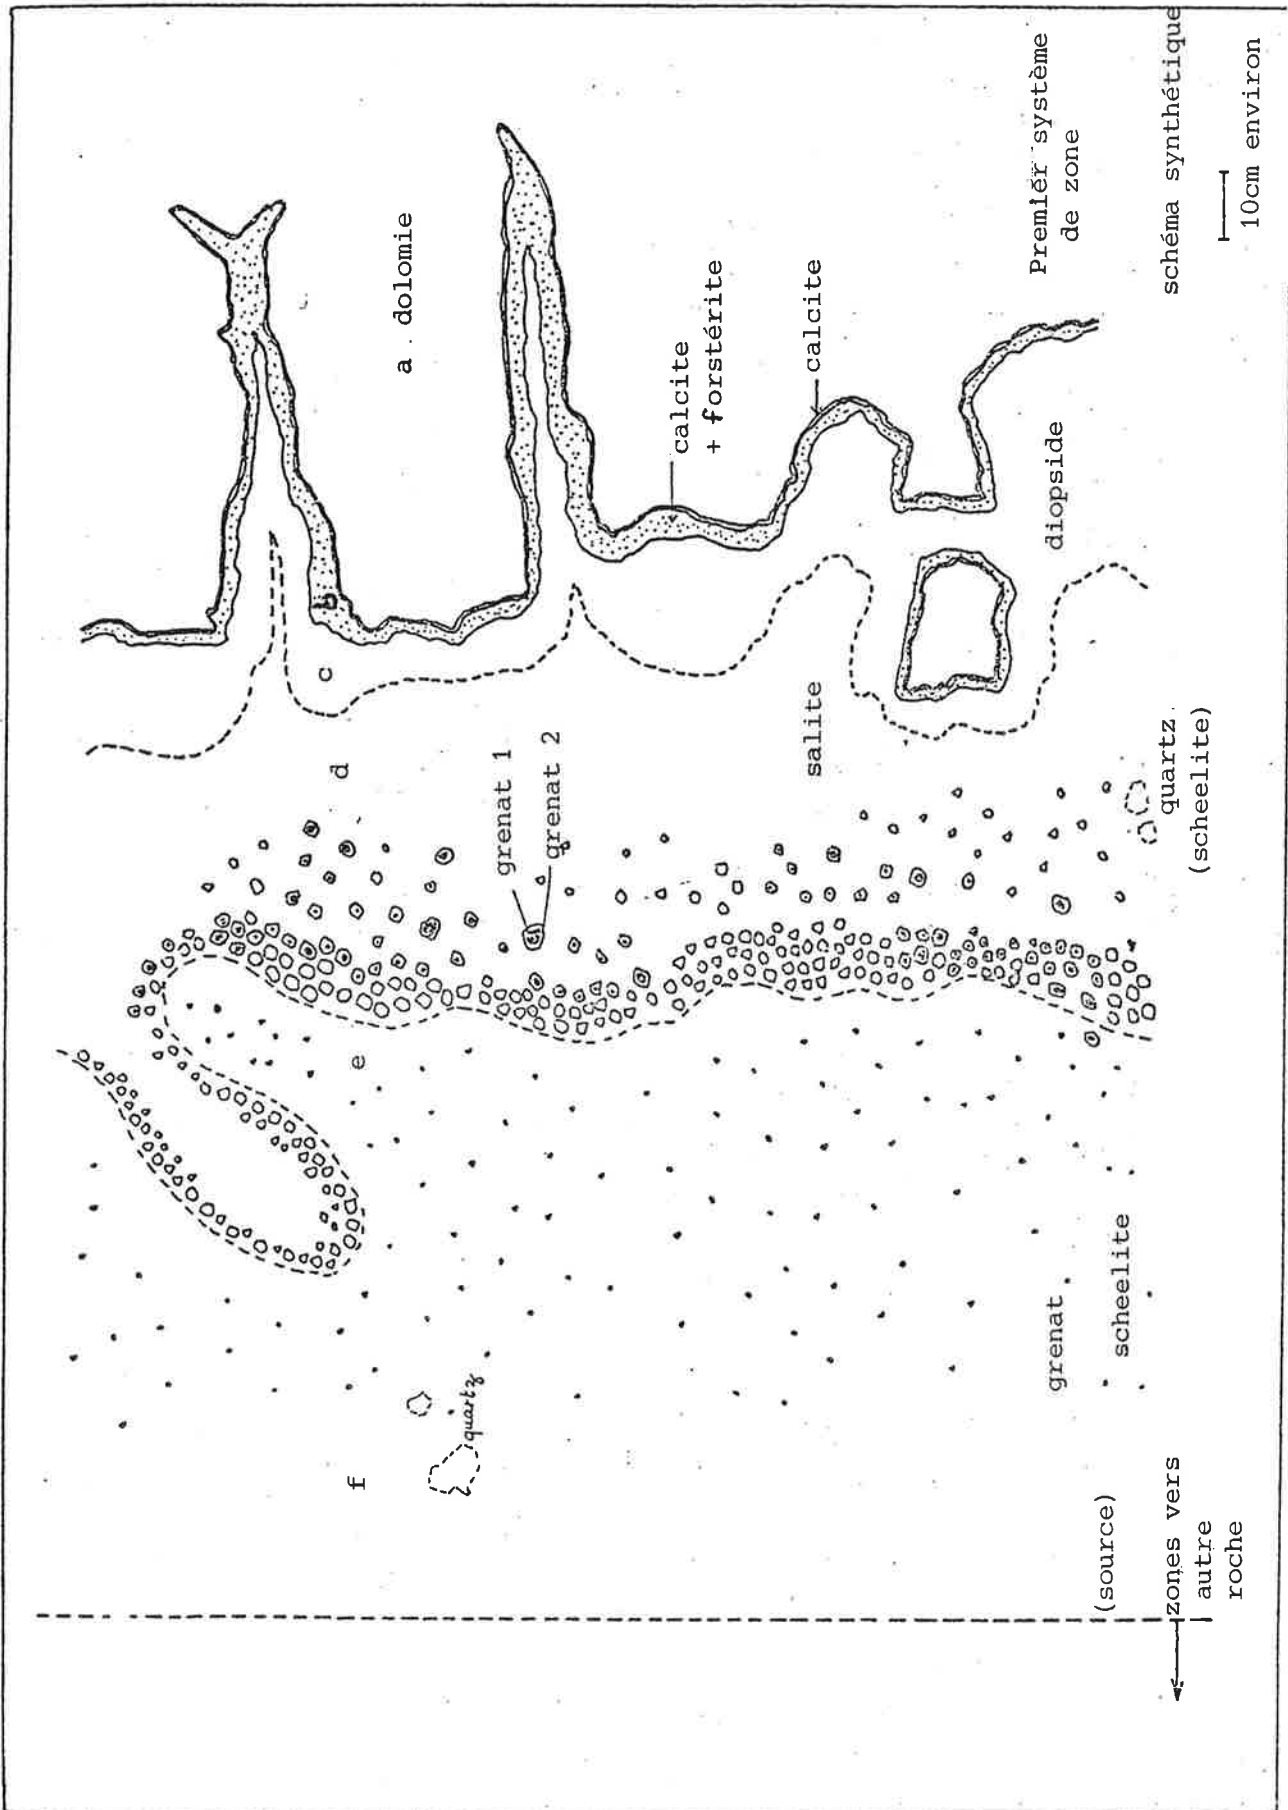 Premier système
de zone
schéma synthétique
10cm environ
a. dolomie
calcite
+ forstérite
calcite
diopside
b
c
d
salite
grenat 1
grenat 2
quartz
(scheelite)
e
grenat
scheelite
quartz
f
(source)
zones vers
autre
roche